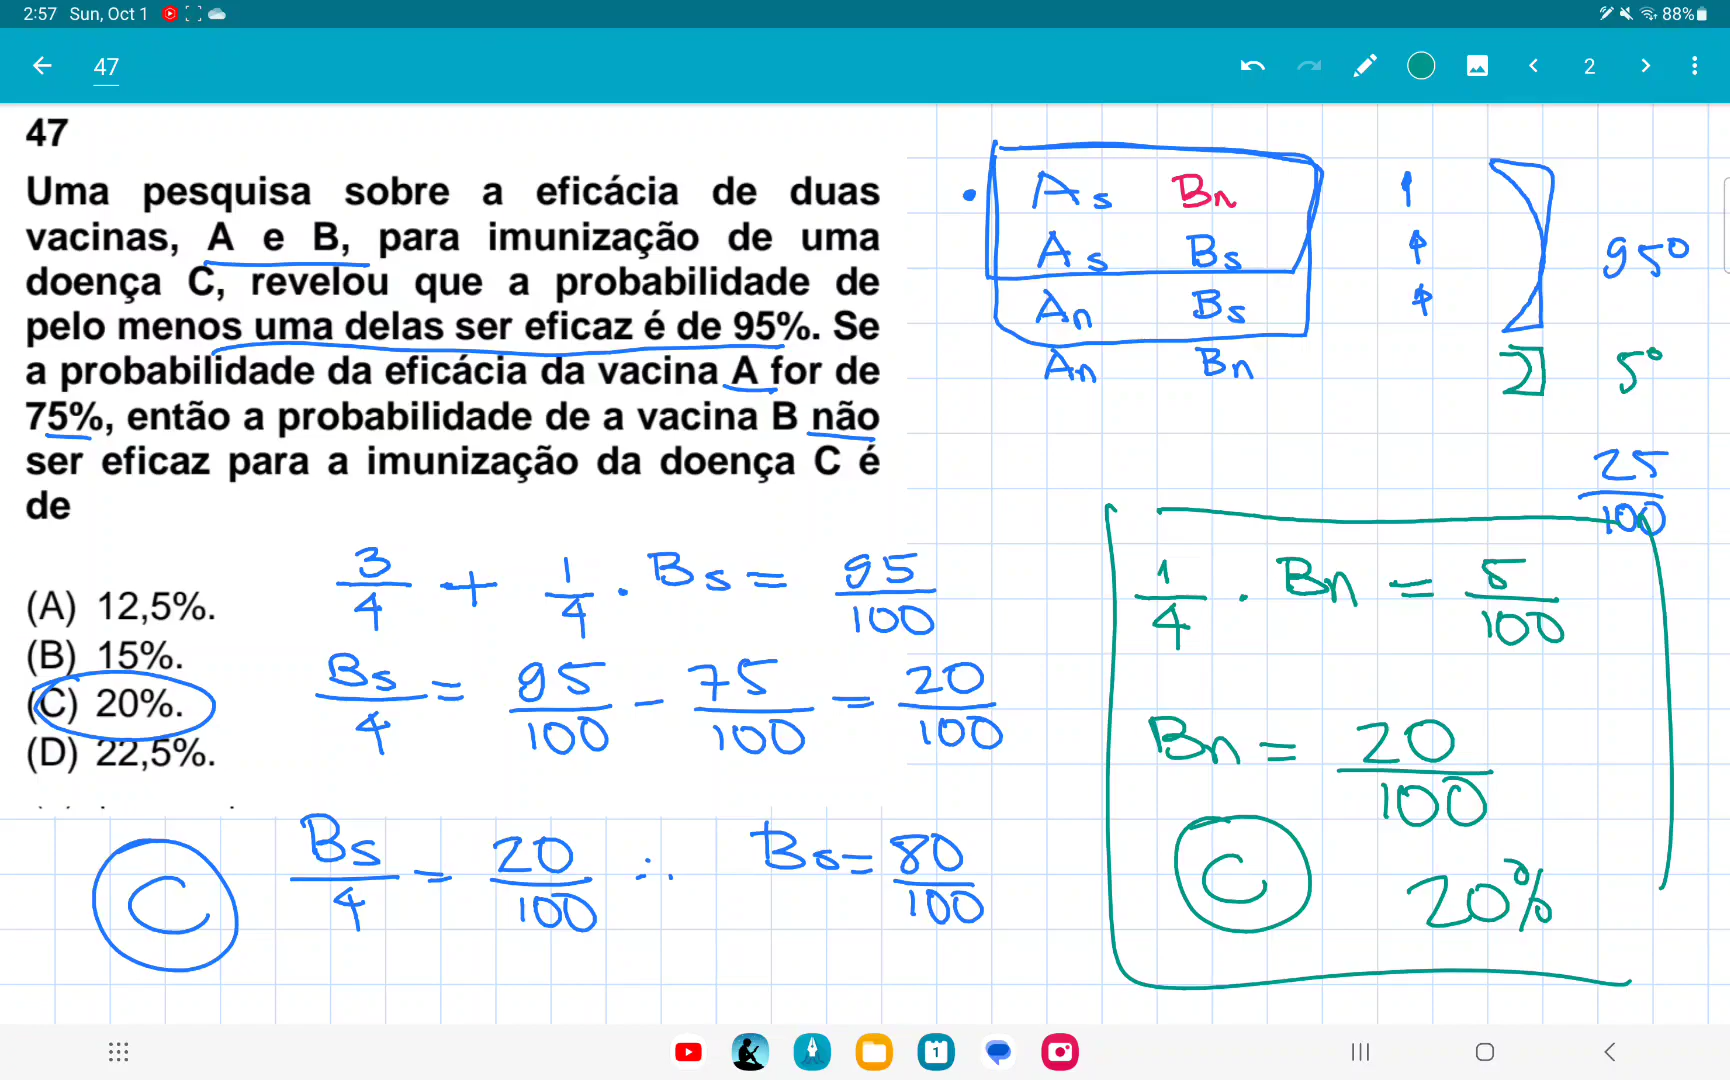 2:57 Sun, Oct 1
88%
47
2
47
Uma pesquisa sobre a eficácia de duas
vacinas, A e B, para imunização de uma
doença C, revelou que a probabilidade de
pelo menos uma delas ser eficaz é de 95%. Se
a probabilidade da eficácia da vacina A for de
75%, então a probabilidade de a vacina B não
ser eficaz para a imunização da doença C é
de
(A) 12,5%.
(B) 15%.
(C) 20%.
(D) 22,5%.
As Bn
As Bs
An Bs
An Bn
95%
5%
25/100
3/4 + 1/4 . Bs = 95/100
Bs/4 = 95/100 - 75/100 = 20/100
C
Bs/4 = 20/100 ∴ Bs = 80/100
1/4 . Bn = 5/100
Bn = 20/100
C 20%
1